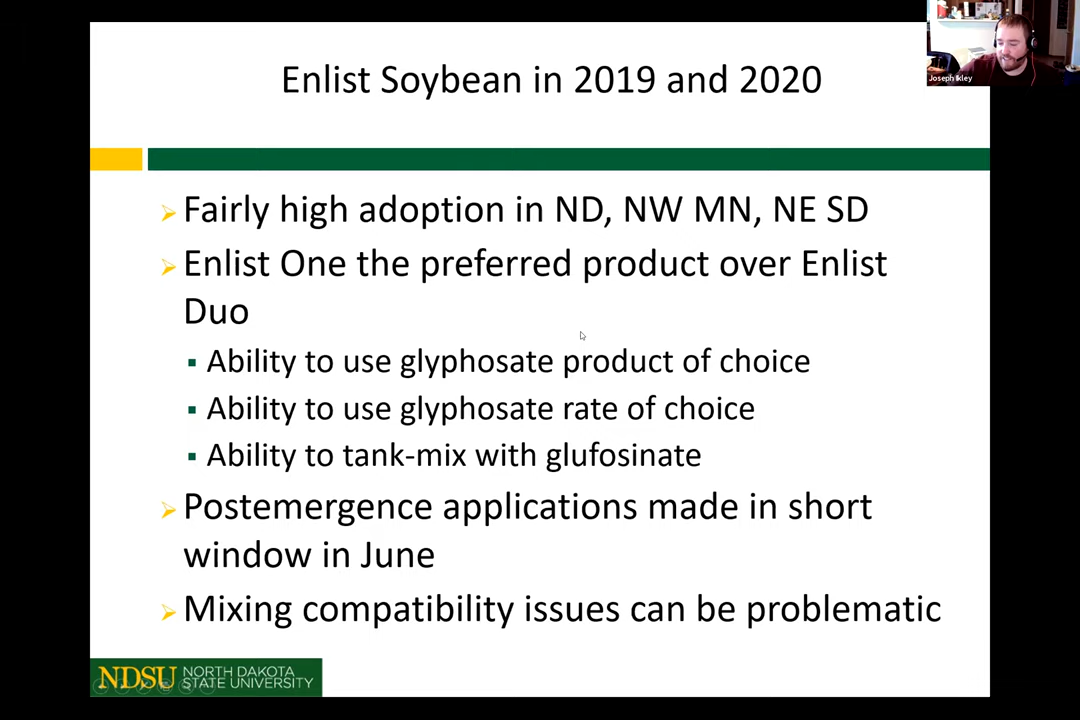 Enlist Soybean in 2019 and 2020
Joseph Ikley
Fairly high adoption in ND, NW MN, NE SD
Enlist One the preferred product over Enlist
Duo
Ability to use glyphosate product of choice
Ability to use glyphosate rate of choice
Ability to tank-mix with glufosinate
Postemergence applications made in short
window in June
Mixing compatibility issues can be problematic
NDSU NORTH DAKOTA
STATE UNIVERSITY